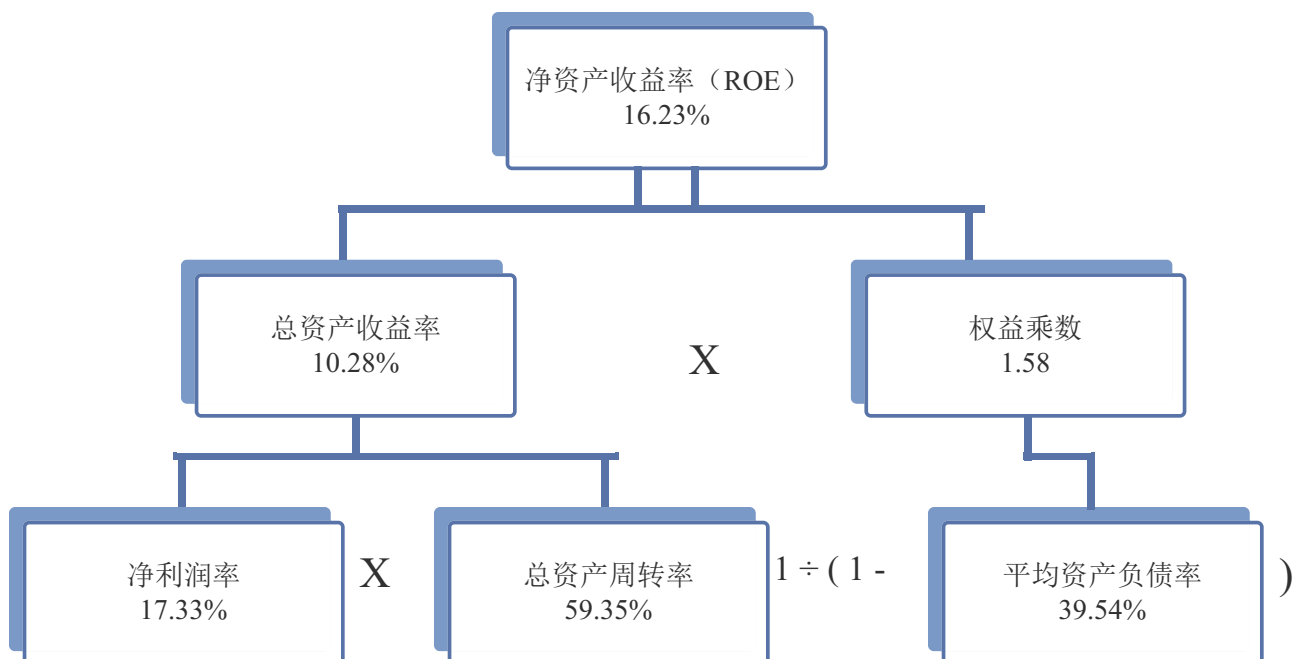 净资产收益率（ROE）
16.23%
总资产收益率
10.28%
X
权益乘数
1.58
净利润率
17.33%
X
总资产周转率
59.35%
1 ÷ ( 1 -
平均资产负债率
39.54%
)